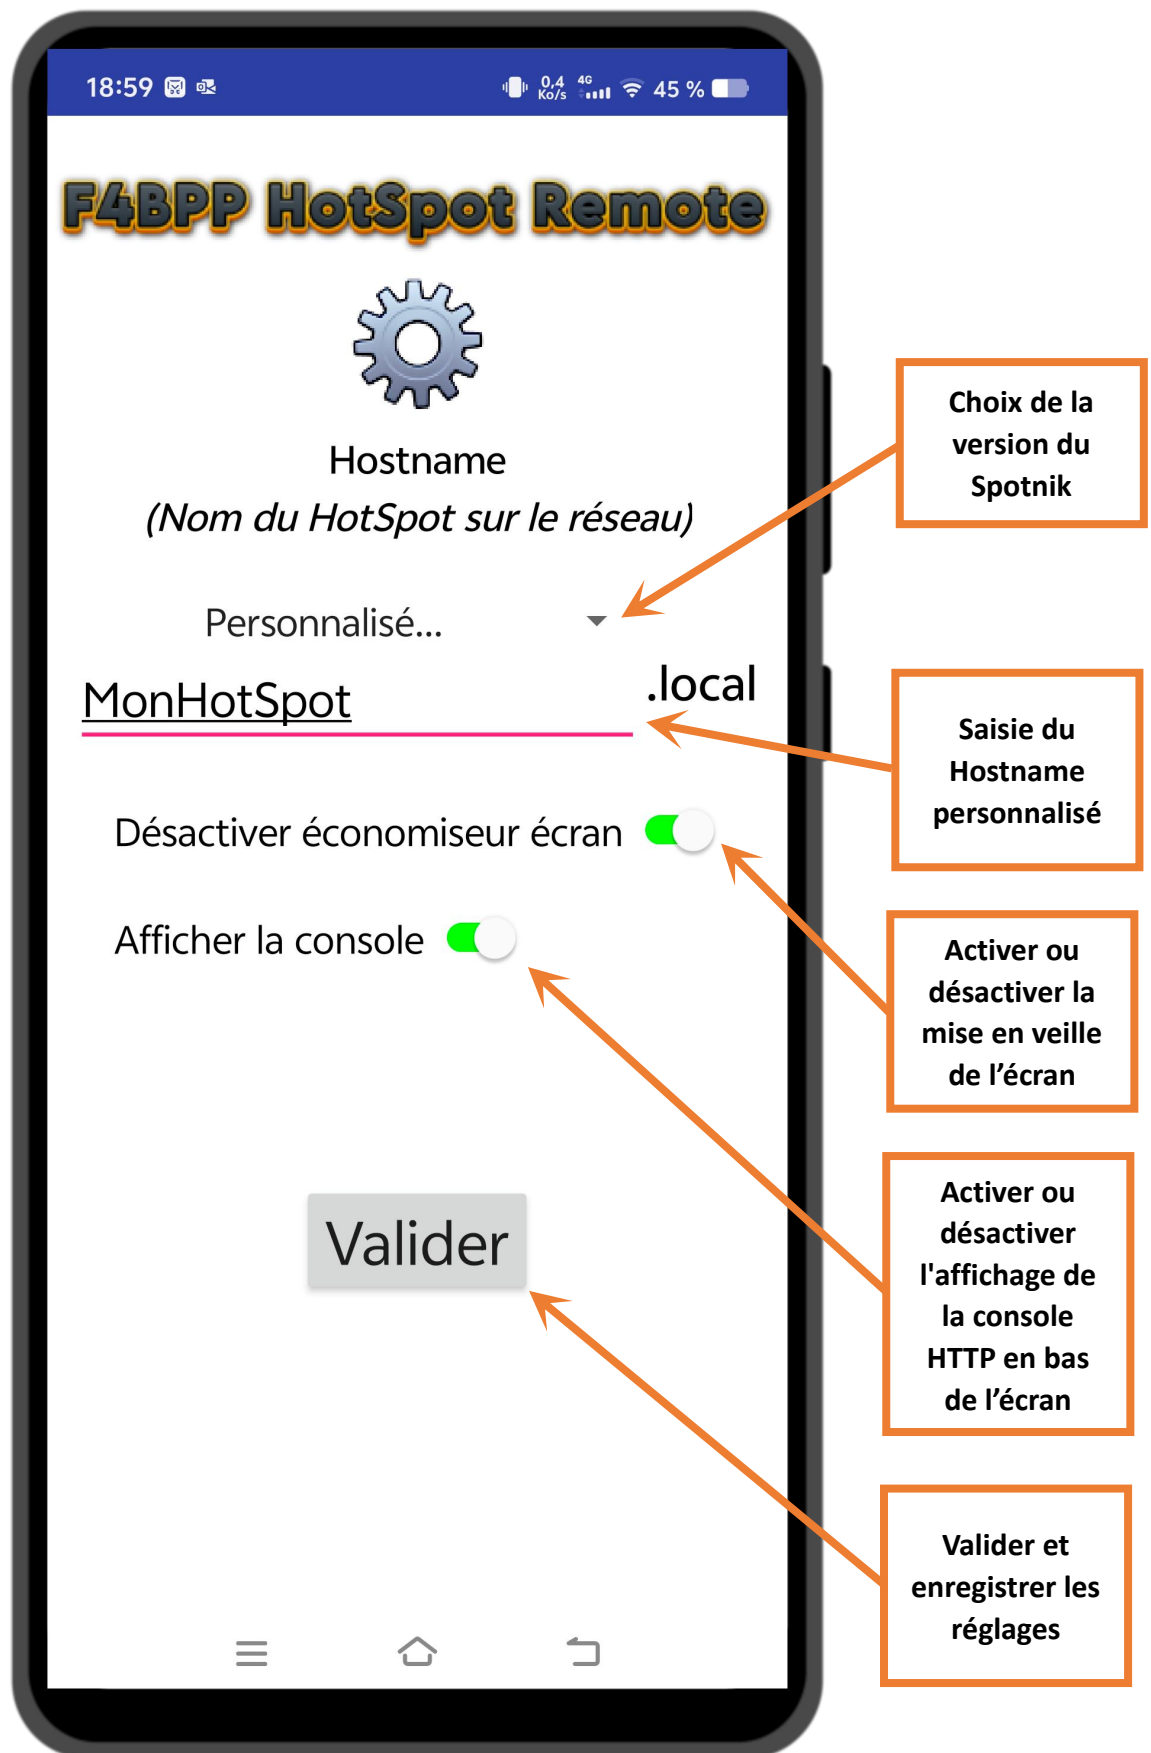 18:59
0,4
Ko/s
4G
45 %
F4BPP HotSpot Remote
Hostname
(Nom du HotSpot sur le réseau)
Personnalisé...
MonHotSpot
.local
Désactiver économiseur écran
Afficher la console
Valider
Choix de la
version du
Spotnik
Saisie du
Hostname
personnalisé
Activer ou
désactiver la
mise en veille
de l’écran
Activer ou
désactiver
l'affichage de
la console
HTTP en bas
de l’écran
Valider et
enregistrer les
réglages